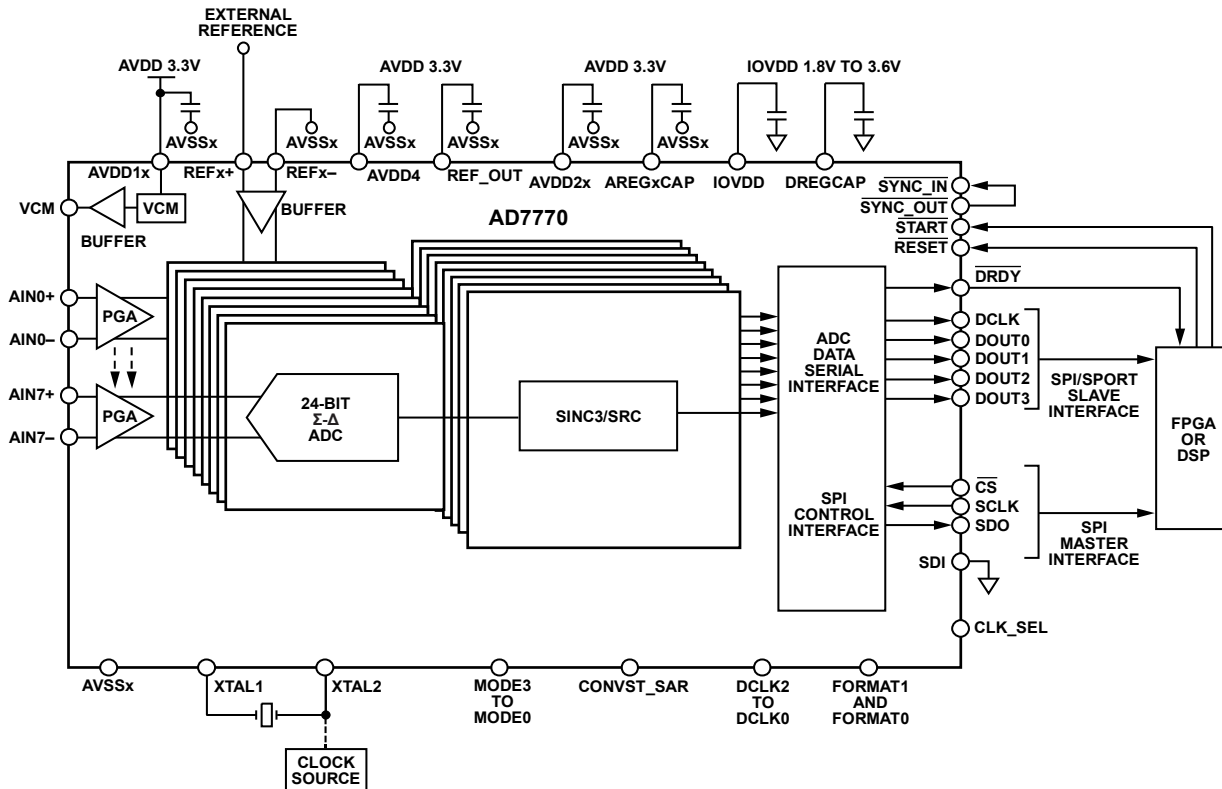 EXTERNAL
REFERENCE
AVDD 3.3V
AVDD 3.3V
AVDD 3.3V
IOVDD 1.8V TO 3.6V
AVSSx
AVSSx
AVSSx
AVSSx
AVSSx
AVSSx
AVDD1x
REFx+
REFx–
AVDD4
REF_OUT
AVDD2x
AREGxCAP
IOVDD
DREGCAP
VCM
VCM
BUFFER
BUFFER
AD7770
SYNC_IN
SYNC_OUT
START
RESET
DRDY
AIN0+
PGA
AIN0–
AIN7+
PGA
AIN7–
24-BIT
Σ-Δ
ADC
SINC3/SRC
ADC
DATA
SERIAL
INTERFACE
SPI
CONTROL
INTERFACE
DCLK
DOUT0
DOUT1
DOUT2
DOUT3
SPI/SPORT
SLAVE
INTERFACE
FPGA
OR
DSP
CS
SCLK
SDO
SPI
MASTER
INTERFACE
SDI
CLK_SEL
AVSSx
XTAL1
XTAL2
MODE3
TO
MODE0
CONVST_SAR
DCLK2
TO
DCLK0
FORMAT1
AND
FORMAT0
CLOCK
SOURCE